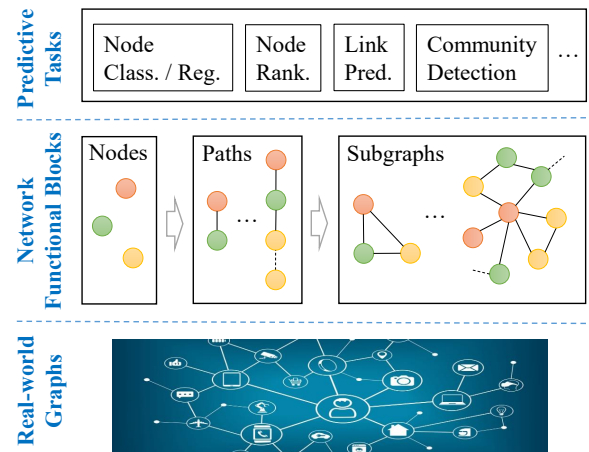 Predictive
Tasks
Node
Class. / Reg.
Node
Rank.
Link
Pred.
Community
Detection
...
Network
Functional Blocks
Nodes
Paths
...
Subgraphs
...
Real-world
Graphs